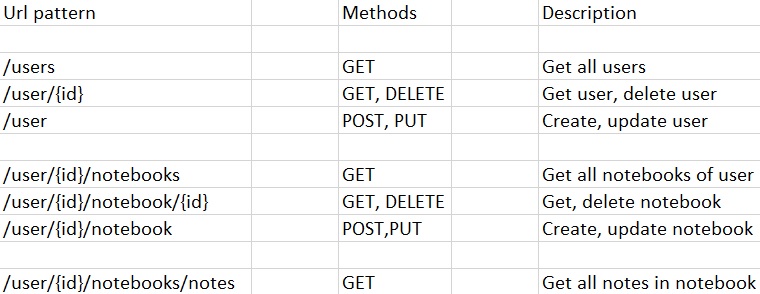 Url pattern Methods Description
/users GET Get all users
/user/{id} GET, DELETE Get user, delete user
/user POST, PUT Create, update user
/user/{id}/notebooks GET Get all notebooks of user
/user/{id}/notebook/{id} GET, DELETE Get, delete notebook
/user/{id}/notebook POST,PUT Create, update notebook
/user/{id}/notebooks/notes GET Get all notes in notebook